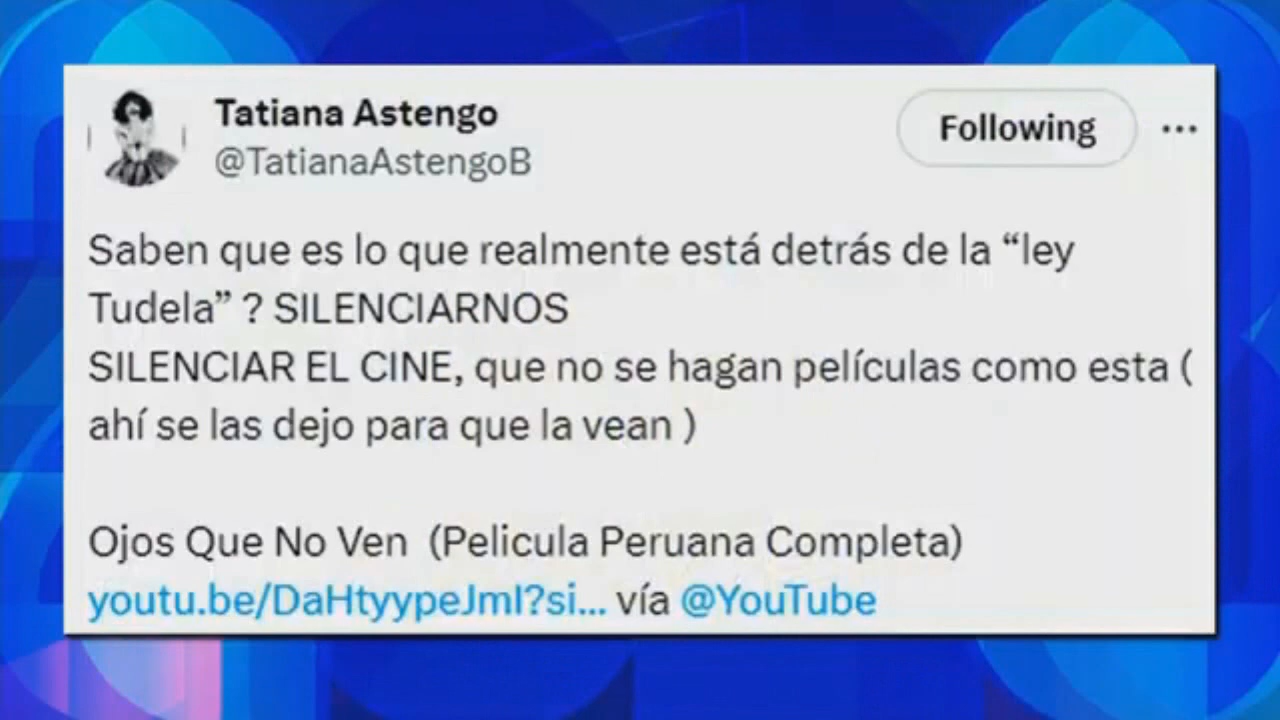 Tatiana Astengo
@TatianaAstengoB
Following
Saben que es lo que realmente está detrás de la “ley
Tudela” ? SILENCIARNOS
SILENCIAR EL CINE, que no se hagan películas como esta (
ahí se las dejo para que la vean )
Ojos Que No Ven (Pelicula Peruana Completa)
youtu.be/DaHtyypeJmI?si... vía @YouTube